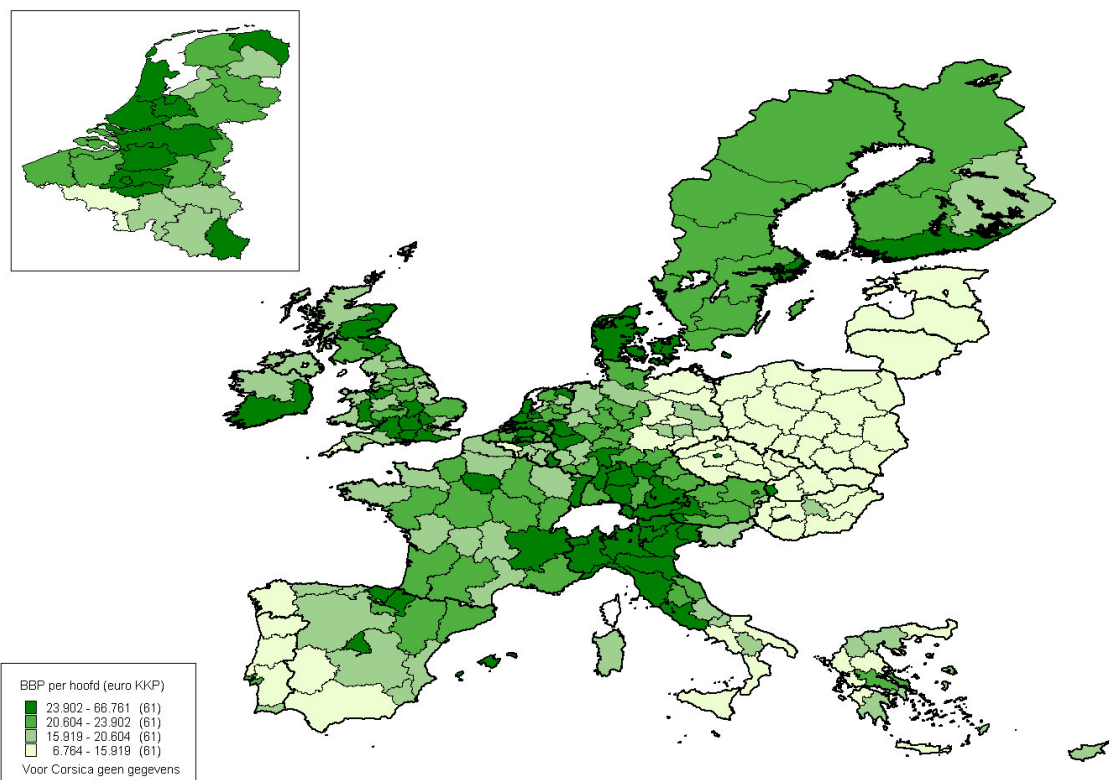 BBP per hoofd (euro KKP)
23.902 - 66.761 (61)
20.604 - 23.902 (61)
15.919 - 20.604 (61)
6.764 - 15.919 (61)
Voor Corsica geen gegevens